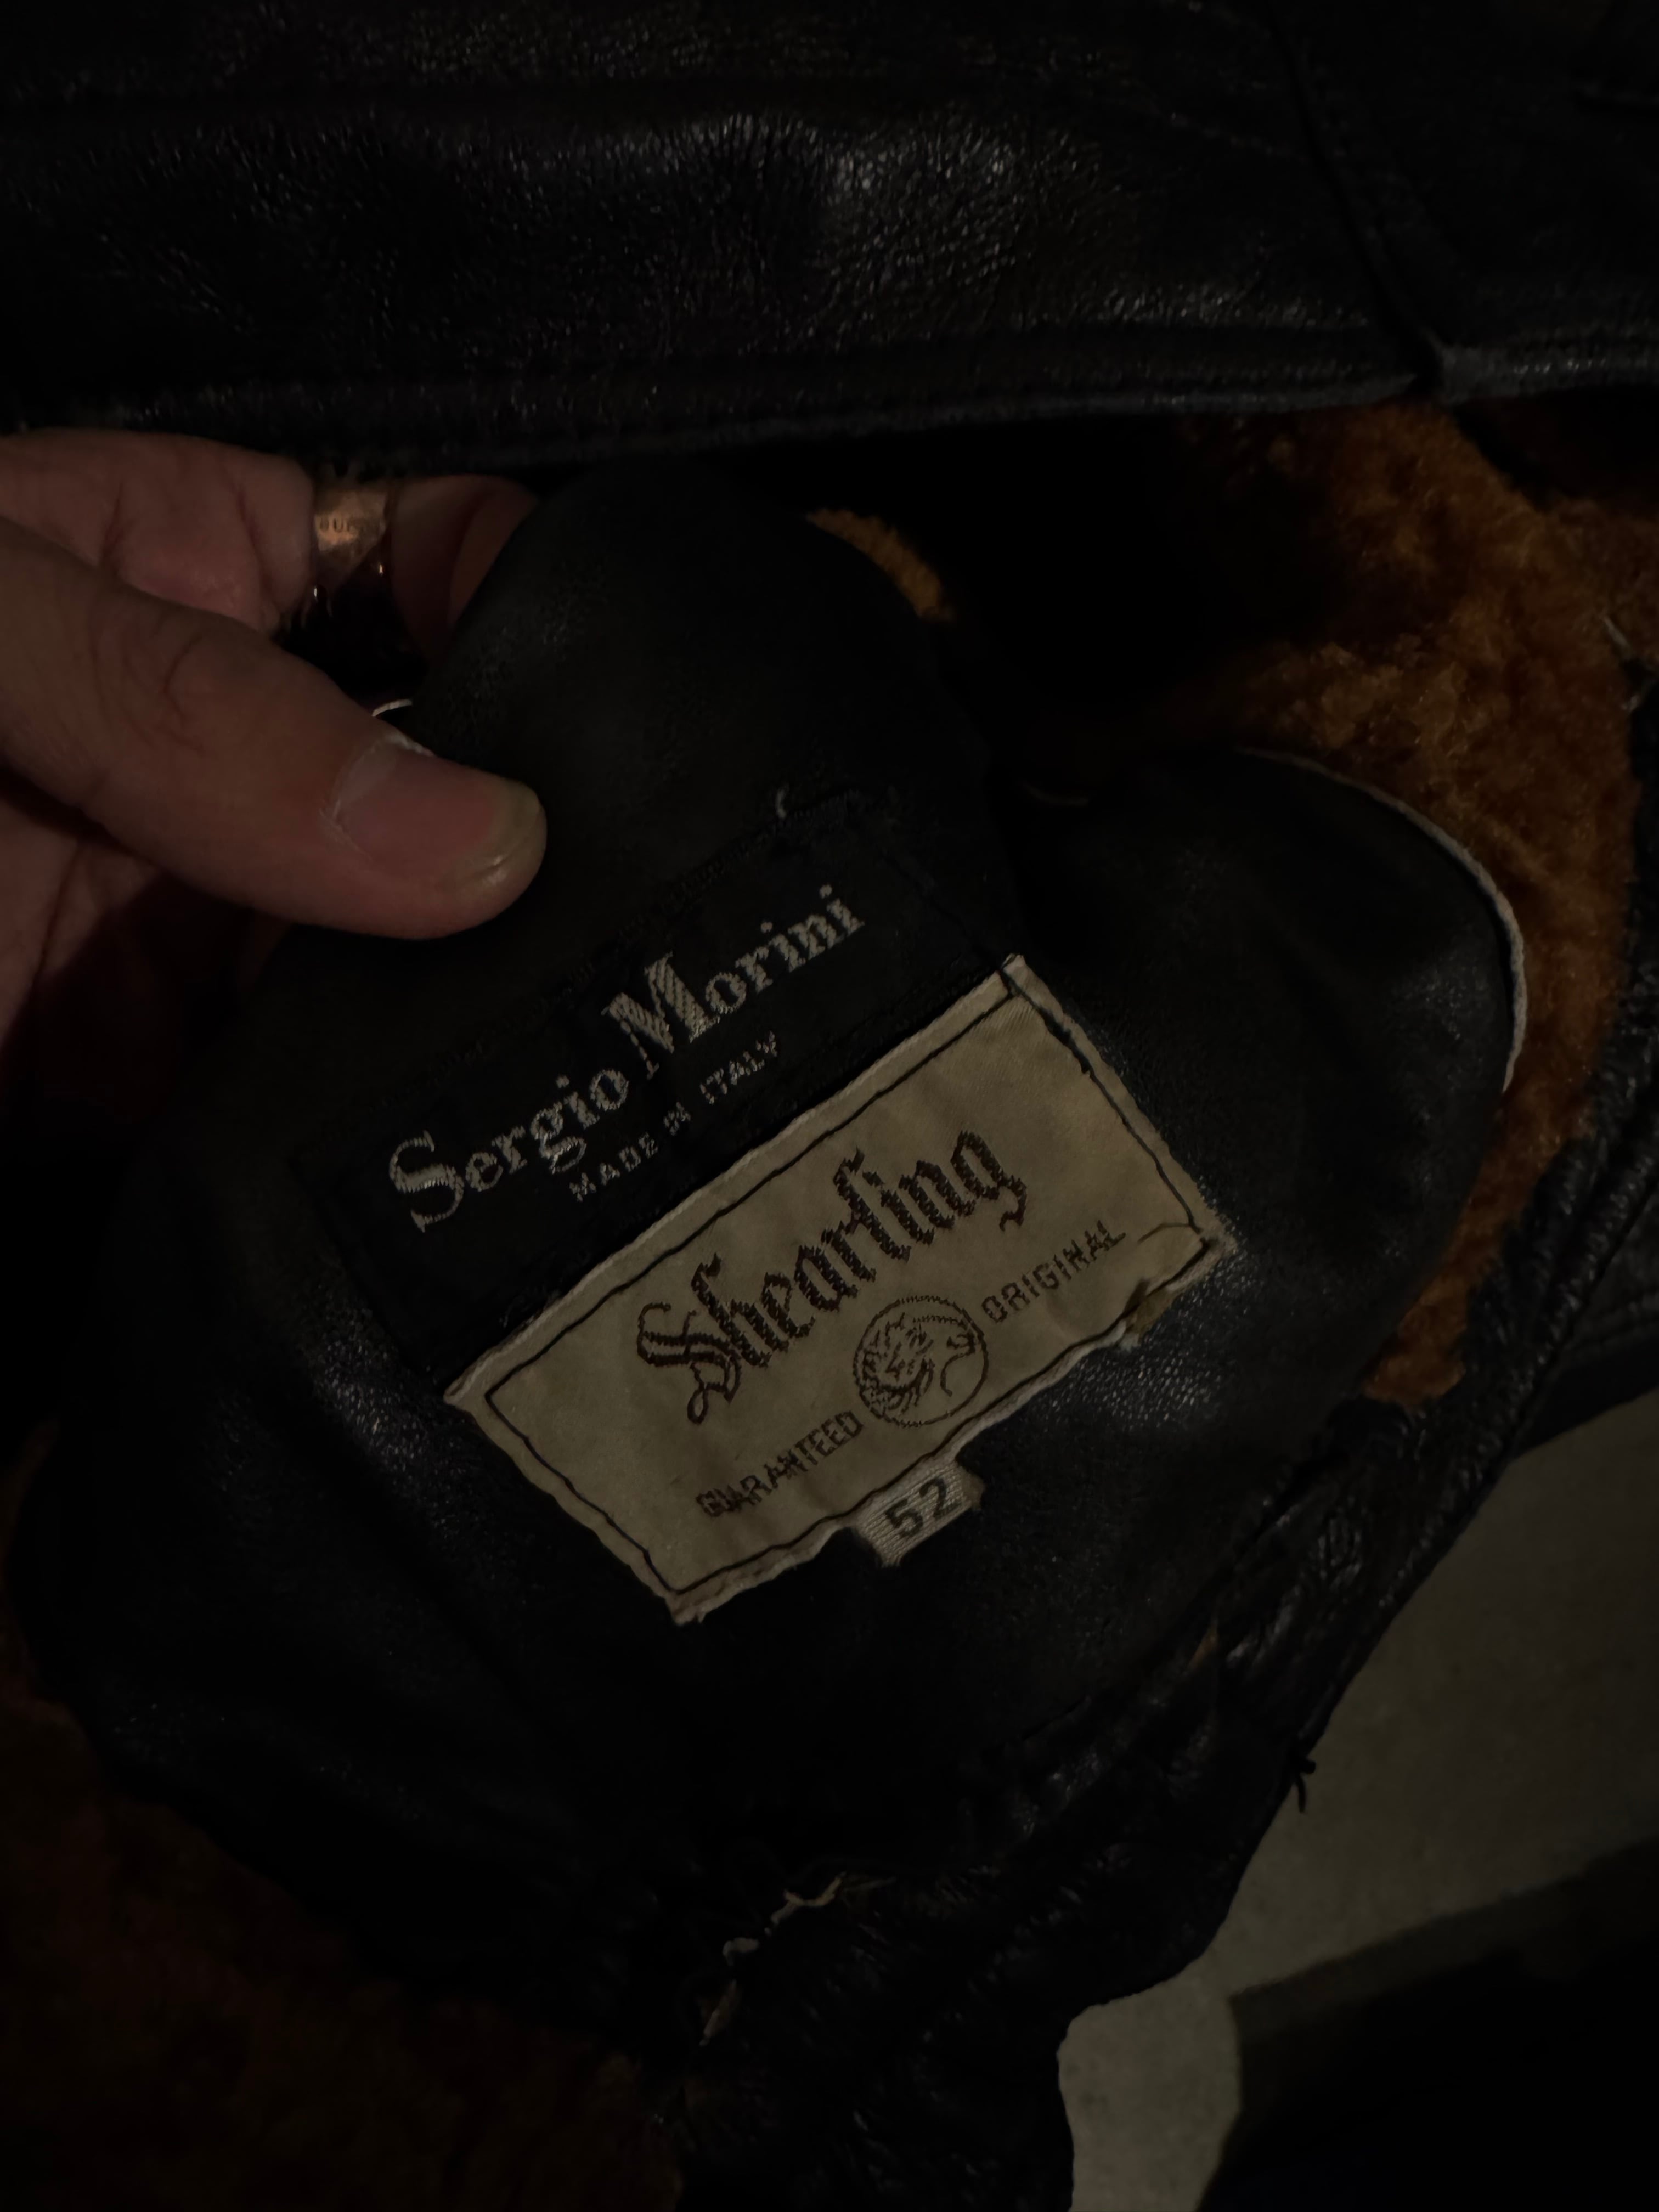 Sergio Morini
MADE IN ITALY
Shearling
GUARANTEED ORIGINAL
52